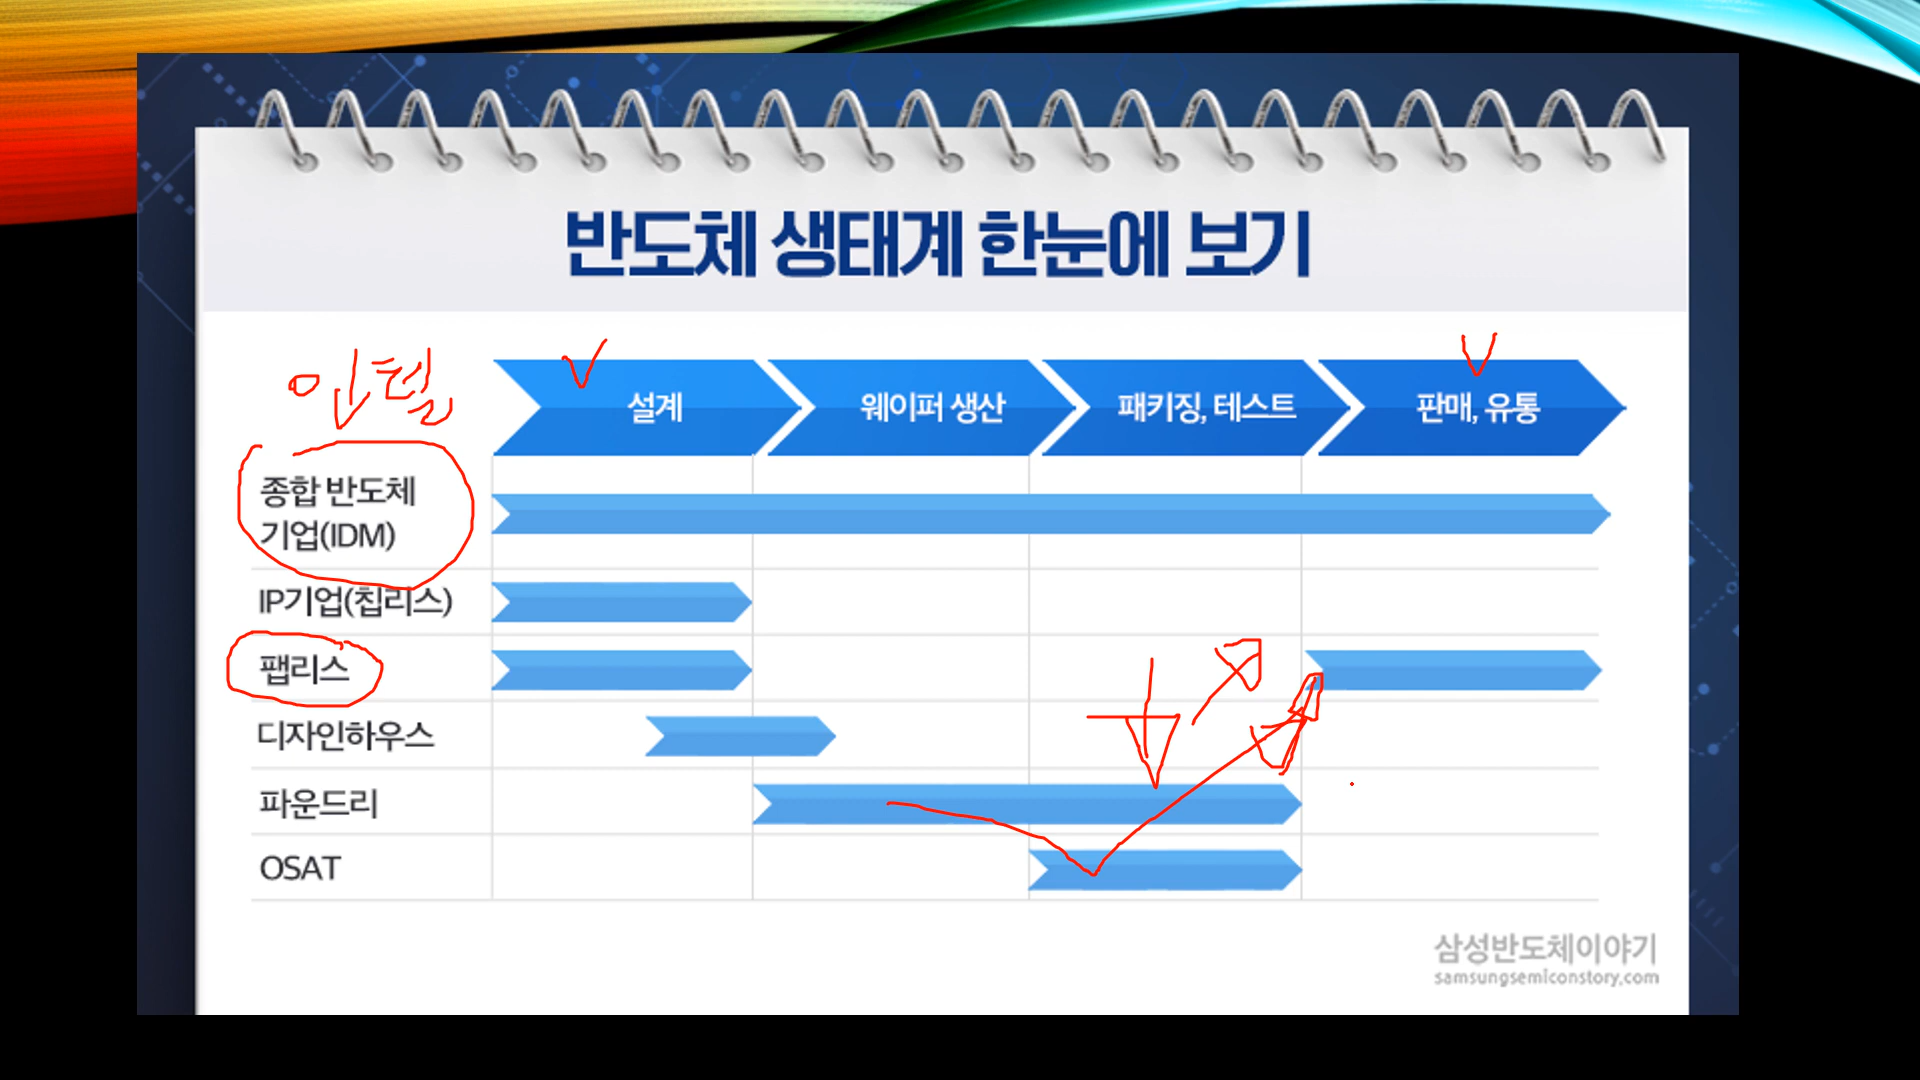 반도체 생태계 한눈에 보기
인텔
설계
웨이퍼 생산
패키징, 테스트
판매, 유통
종합 반도체
기업(IDM)
IP기업(칩리스)
팹리스
디자인하우스
파운드리
OSAT
삼성반도체이야기
samsungsemiconstory.com